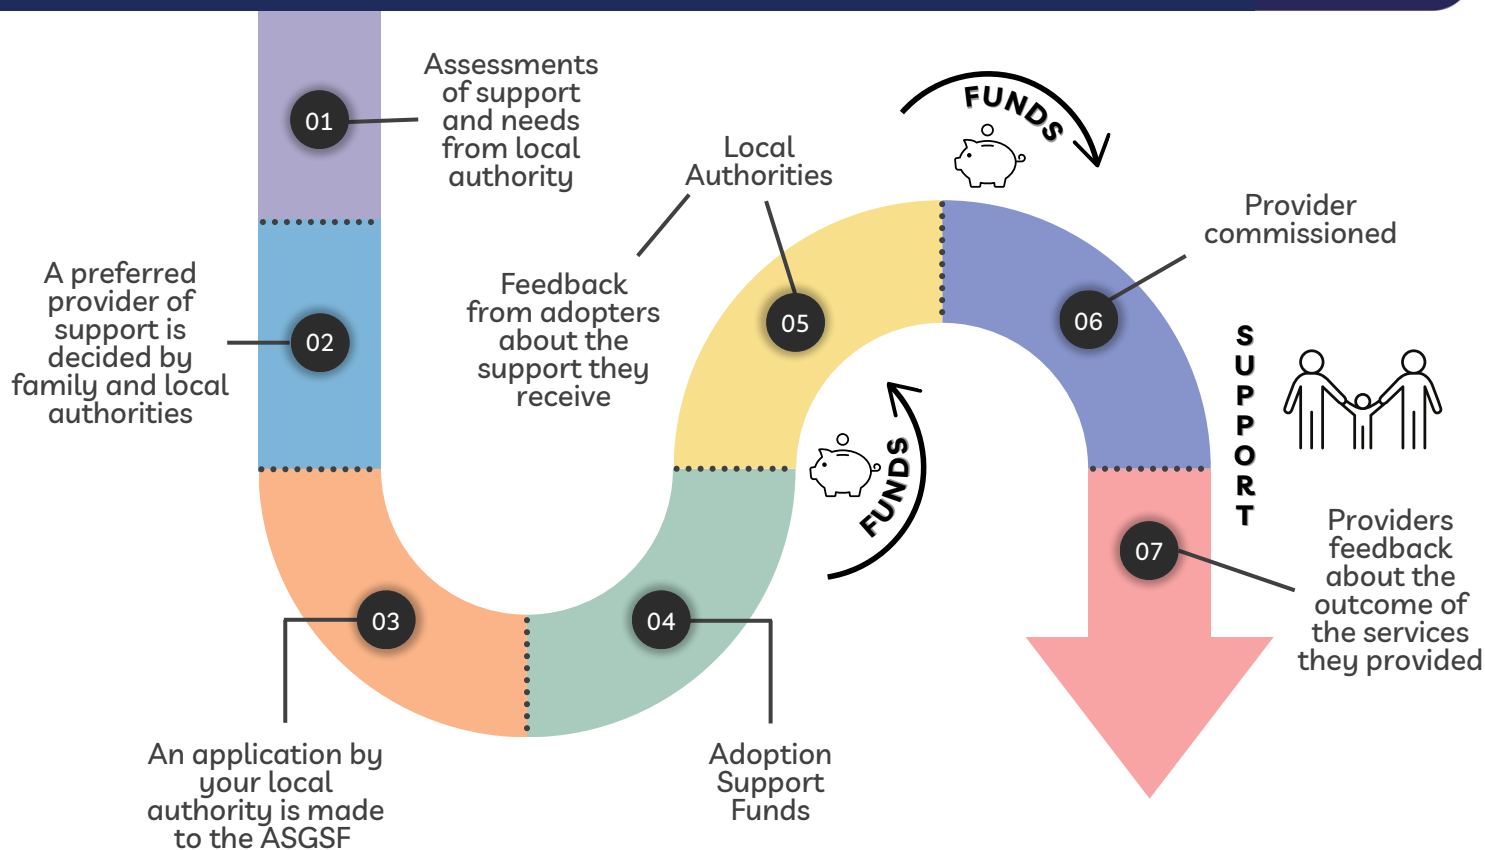 01
Assessments
of support
and needs
from local
authority
02
A preferred
provider of
support is
decided by
family and local
authorities
03
An application by
your local
authority is made
to the ASGSF
04
Adoption
Support
Funds
FUNDS
05
Local
Authorities
Feedback
from adopters
about the
support they
receive
FUNDS
06
Provider
commissioned
SUPPORT
07
Providers
feedback
about the
outcome of
the services
they provided